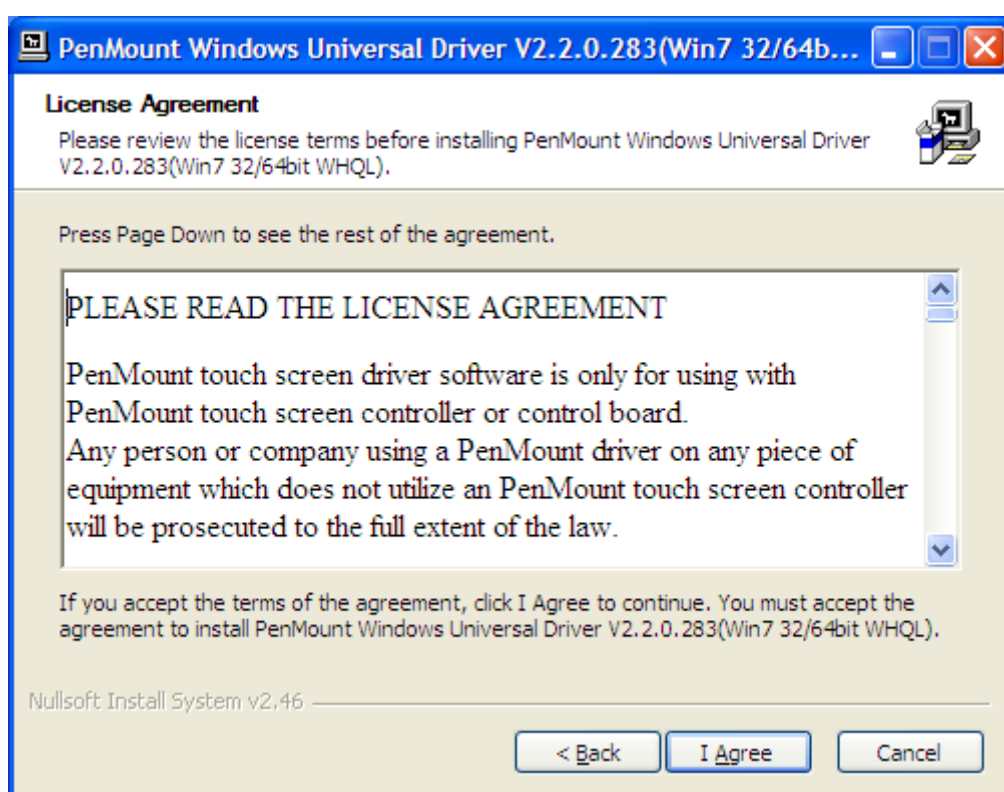 PenMount Windows Universal Driver V2.2.0.283(Win7 32/64b...
License Agreement
Please review the license terms before installing PenMount Windows Universal Driver
V2.2.0.283(Win7 32/64bit WHQL).
Press Page Down to see the rest of the agreement.
PLEASE READ THE LICENSE AGREEMENT
PenMount touch screen driver software is only for using with
PenMount touch screen controller or control board.
Any person or company using a PenMount driver on any piece of
equipment which does not utilize an PenMount touch screen controller
will be prosecuted to the full extent of the law.
If you accept the terms of the agreement, click I Agree to continue. You must accept the
agreement to install PenMount Windows Universal Driver V2.2.0.283(Win7 32/64bit WHQL).
Nullsoft Install System v2.46
< Back I Agree Cancel